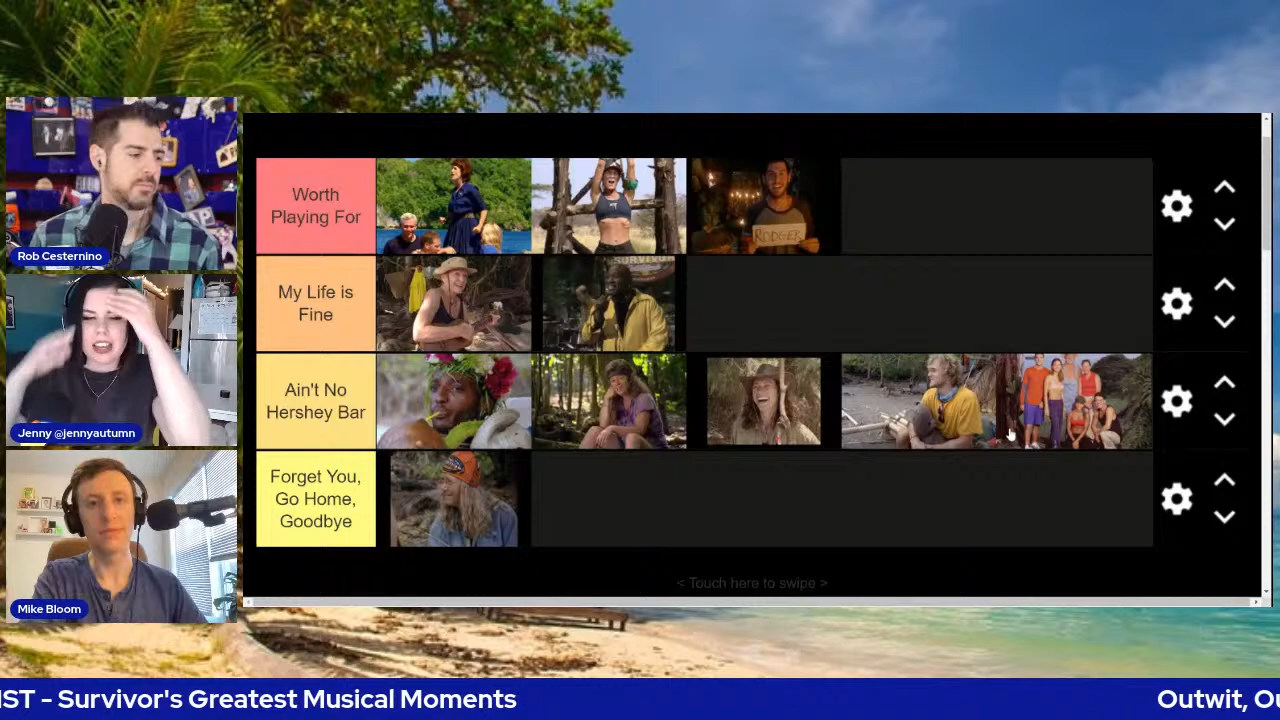 Rob Cesternino
Jenny @jennyautumn
Mike Bloom
Worth
Playing For
RODGER
My Life is
Fine
SURVIVOR
Ain't No
Hershey Bar
Forget You,
Go Home,
Goodbye
< Touch here to swipe >
IST - Survivor's Greatest Musical Moments
Outwit, Ou